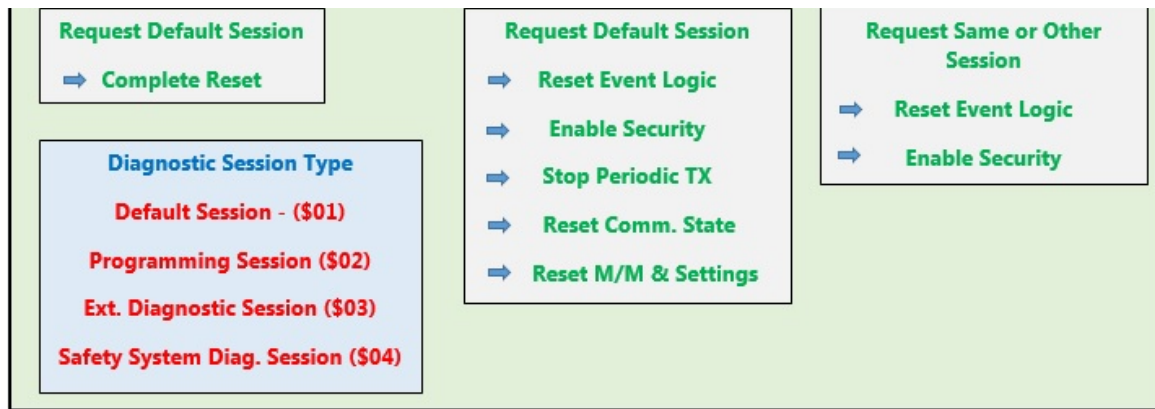 Request Default Session
Complete Reset
Diagnostic Session Type
Default Session - ($01)
Programming Session ($02)
Ext. Diagnostic Session ($03)
Safety System Diag. Session ($04)
Request Default Session
Reset Event Logic
Enable Security
Stop Periodic TX
Reset Comm. State
Reset M/M & Settings
Request Same or Other
Session
Reset Event Logic
Enable Security